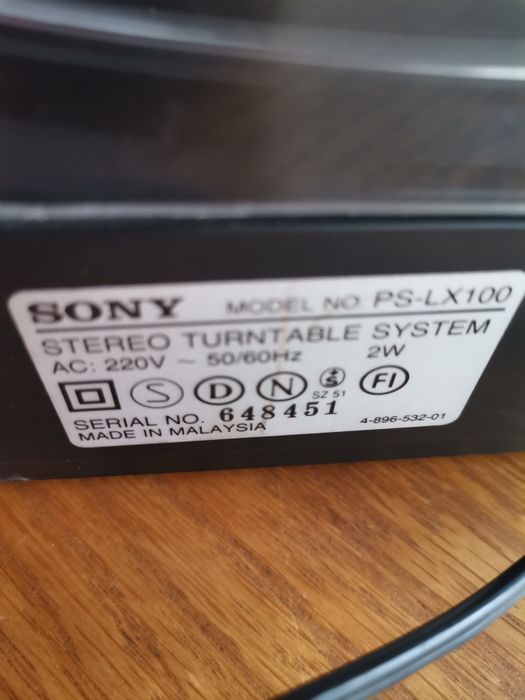 SONY MODEL NO. PS-LX100
STEREO TURNTABLE SYSTEM
AC: 220V ~ 50/60Hz 2W
S D N S FI
SZ 51
SERIAL NO. 648451
MADE IN MALAYSIA 4-896-532-01